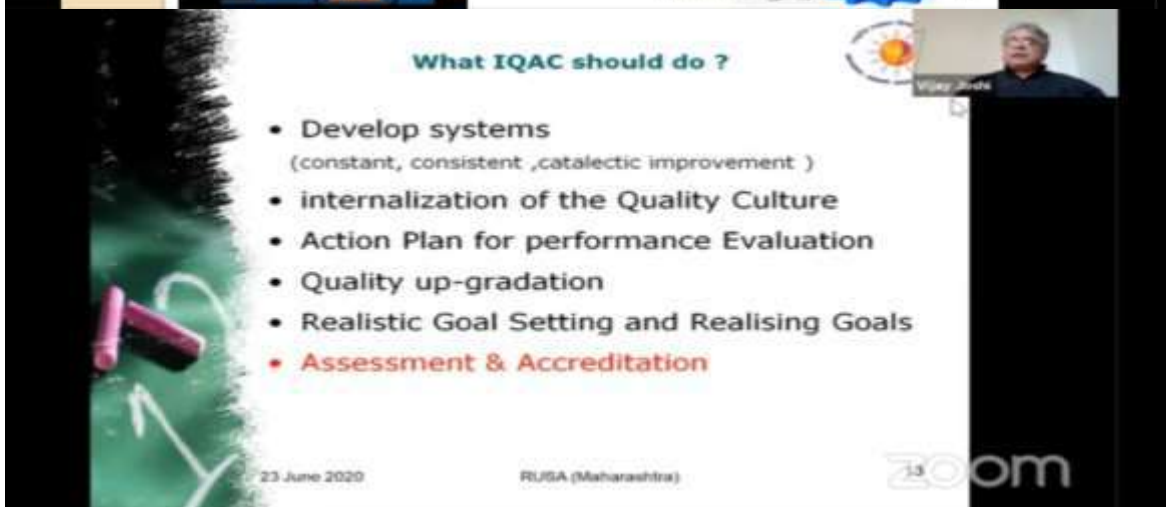 What IQAC should do ?
Vijay Joshi
• Develop systems
(constant, consistent ,catalectic improvement )
• internalization of the Quality Culture
• Action Plan for performance Evaluation
• Quality up-gradation
• Realistic Goal Setting and Realising Goals
• Assessment & Accreditation
23 June 2020
RUSA (Maharashtra)
13
zoom